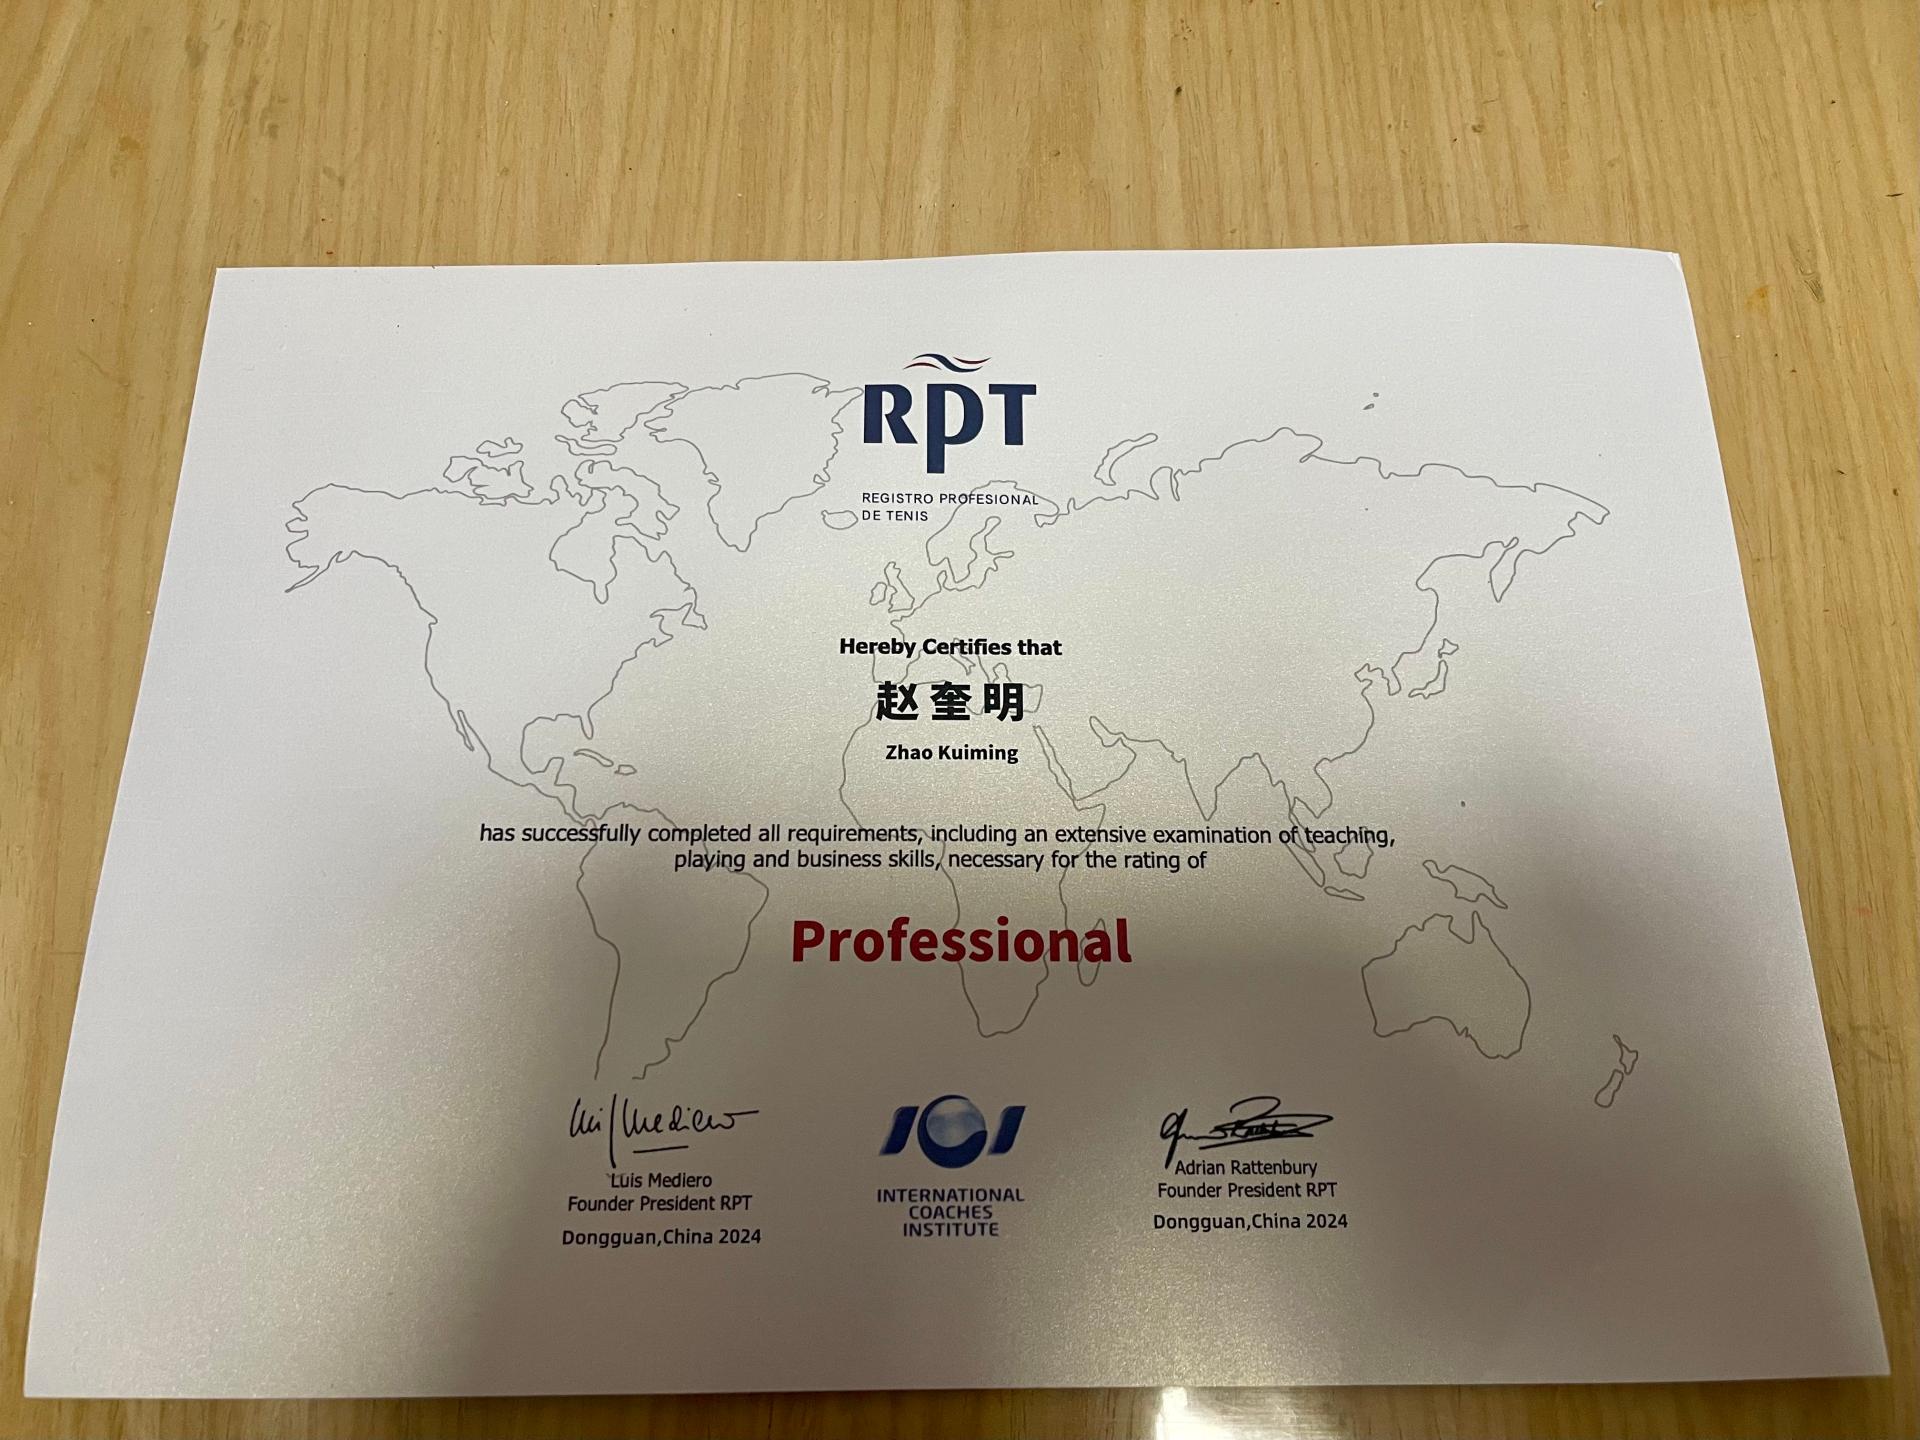 RPT
REGISTRO PROFESIONAL
DE TENIS
Hereby Certifies that
赵奎明
Zhao Kuiming
has successfully completed all requirements, including an extensive examination of teaching,
playing and business skills, necessary for the rating of
Professional
Luis Mediero
Founder President RPT
Dongguan,China 2024
ICI
INTERNATIONAL
COACHES
INSTITUTE
Adrian Rattenbury
Founder President RPT
Dongguan,China 2024